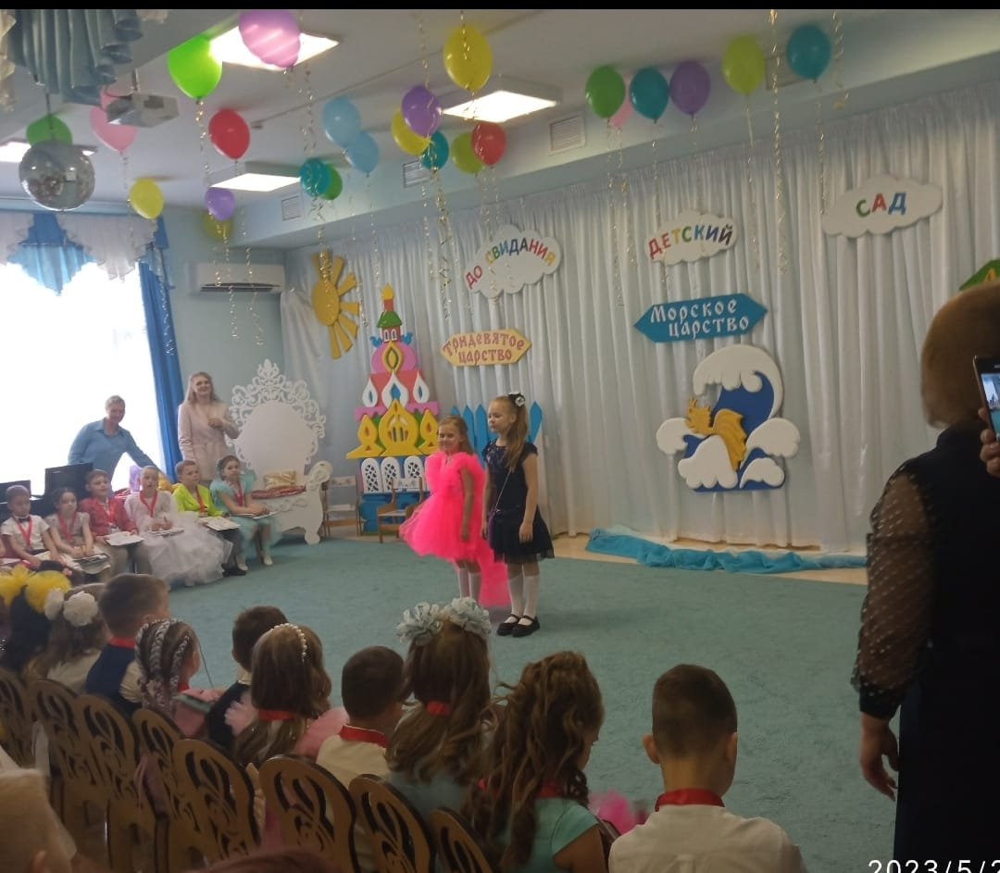 ДО СВИДАНИЯ
ДЕТСКИЙ
САД
Тридевятое
царство
Морское
царство
2023/5/2